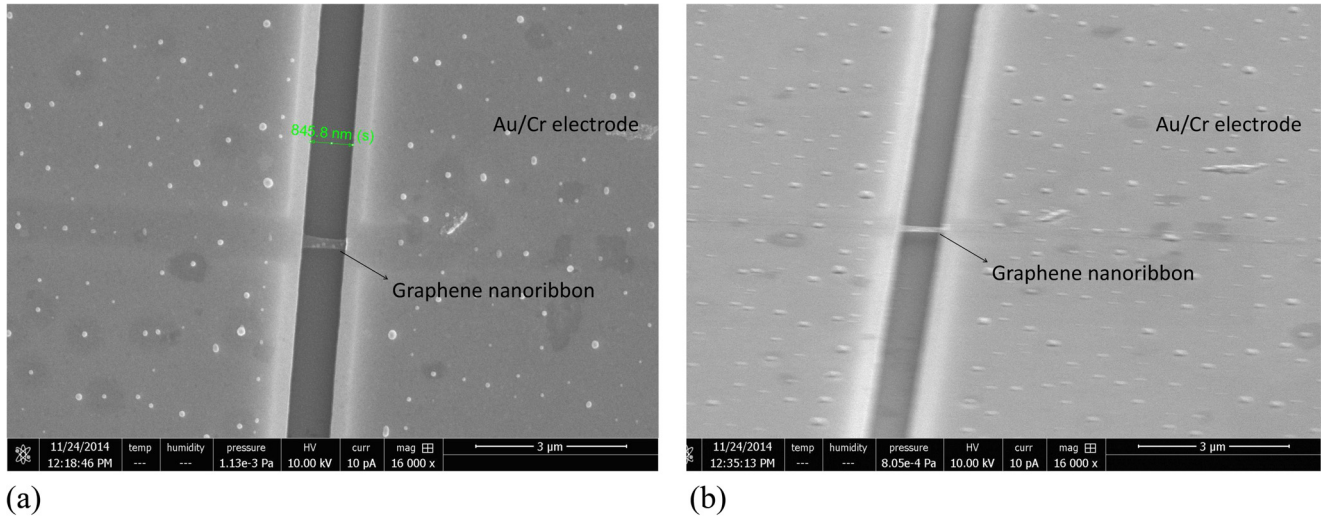 845.8 nm (s)
Au/Cr electrode
Graphene nanoribbon
11/24/2014 temp humidity pressure HV curr mag
12:18:46 PM --- --- 1.13e-3 Pa 10.00 kV 10 pA 16 000 x
3 µm
(a)
Au/Cr electrode
Graphene nanoribbon
11/24/2014 temp humidity pressure HV curr mag
12:35:13 PM --- --- 8.05e-4 Pa 10.00 kV 10 pA 16 000 x
3 µm
(b)